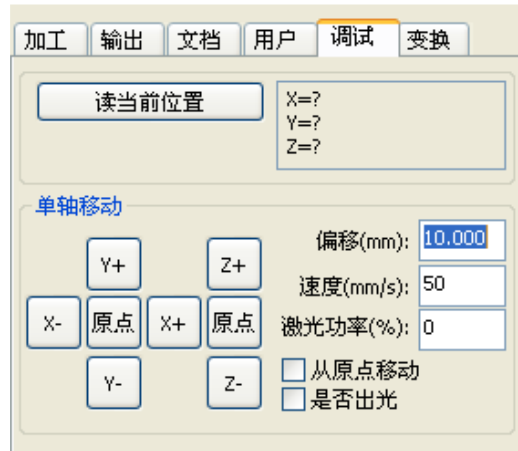 加工 输出 文档 用户 调试 变换
读当前位置
X=?
Y=?
Z=?
单轴移动
Y+ Z+ 偏移(mm): 10.000
X- 原点 X+ 原点 速度(mm/s): 50
激光功率(%): 0
Y- Z- 从原点移动
是否出光